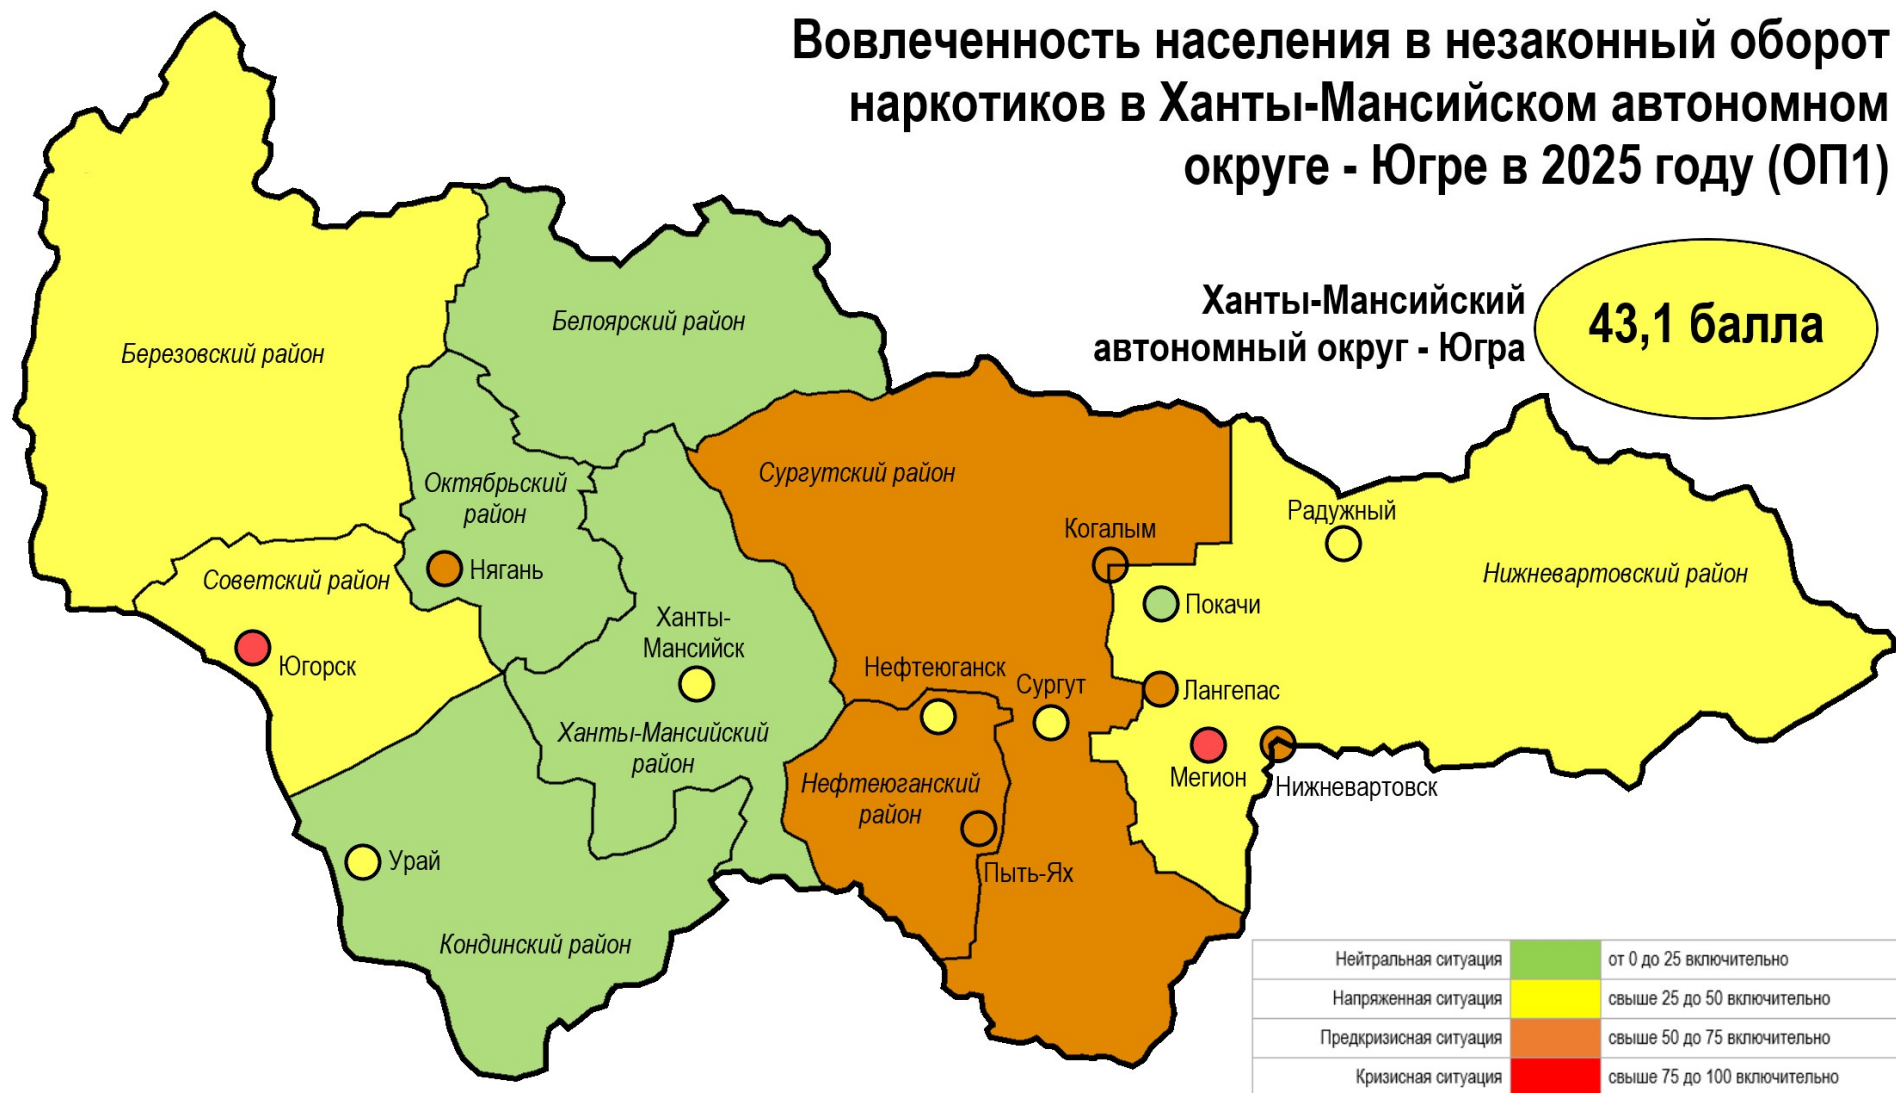 Вовлеченность населения в незаконный оборот
наркотиков в Ханты-Мансийском автономном
округе - Югре в 2025 году (ОП1)
Ханты-Мансийский
автономный округ - Югра
43,1 балла
Березовский район
Белоярский район
Октябрьский
район
Нягань
Советский район
Югорск
Ханты-
Мансийск
Ханты-Мансийский
район
Урай
Кондинский район
Сургутский район
Когалым
Нефтеюганск
Сургут
Нефтеюганский
район
Пыть-Ях
Радужный
Нижневартовский район
Покачи
Лангепас
Мегион
Нижневартовск
Нейтральная ситуация от 0 до 25 включительно
Напряженная ситуация свыше 25 до 50 включительно
Предкризисная ситуация свыше 50 до 75 включительно
Кризисная ситуация свыше 75 до 100 включительно